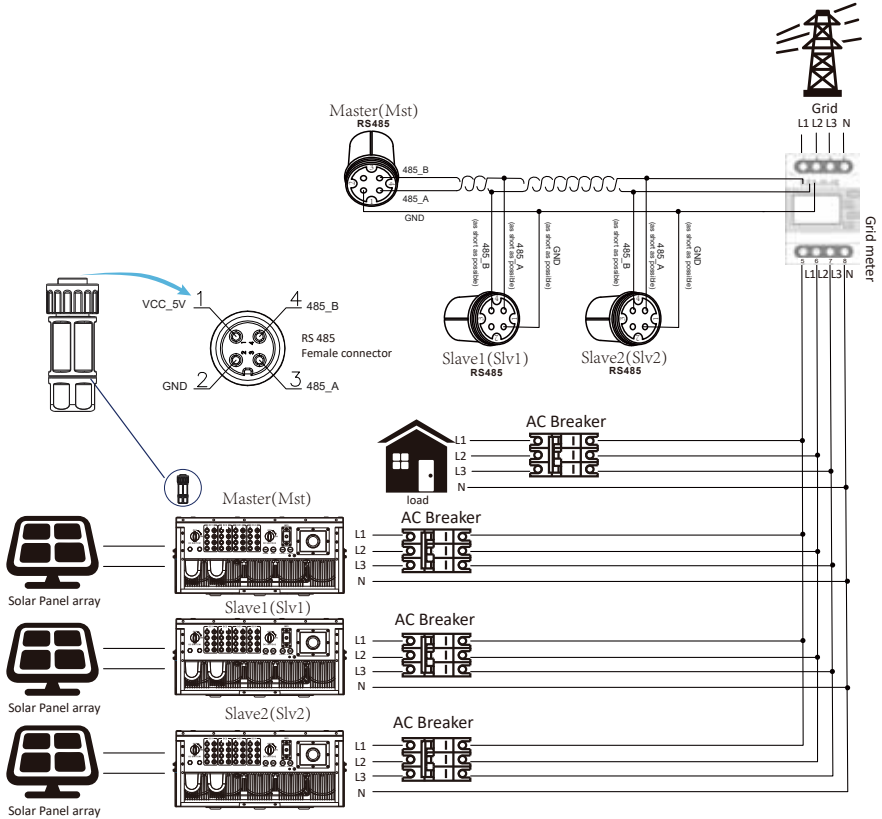 Grid
L1 L2 L3 N
Master(Mst)
RS485
485_B
485_A
GND
485_B
(as short as possible)
485_A
(as short as possible)
GND
(as short as possible)
485_B
(as short as possible)
485_A
(as short as possible)
GND
(as short as possible)
Grid meter
5 6 7 8
L1 L2 L3 N
VCC_5V 1
4 485_B
RS 485
Female connector
GND 2
3 485_A
Slave1(Slv1)
RS485
Slave2(Slv2)
RS485
AC Breaker
L1
L2
L3
N
load
Master(Mst)
AC Breaker
L1
L2
L3
N
Solar Panel array
Slave1(Slv1)
AC Breaker
L1
L2
L3
N
Solar Panel array
Slave2(Slv2)
AC Breaker
L1
L2
L3
N
Solar Panel array